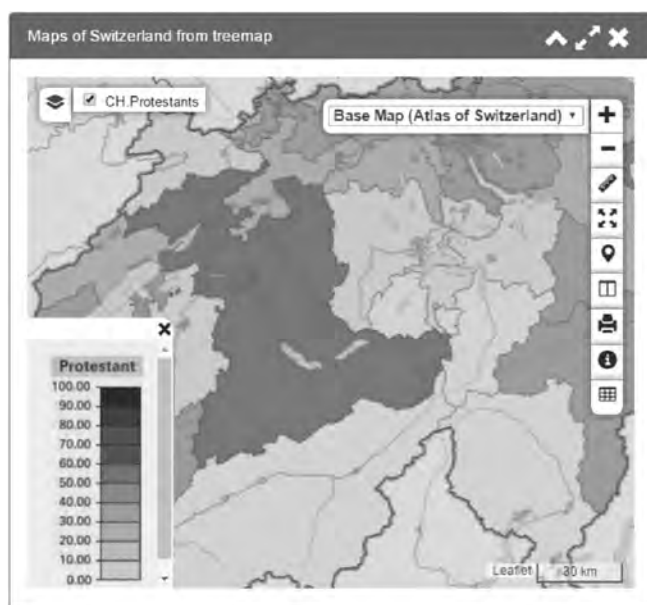 Maps of Switzerland from treemap
CH.Protestants
Base Map (Atlas of Switzerland)
Protestant
100.00
90.00
80.00
70.00
60.00
50.00
40.00
30.00
20.00
10.00
0.00
Leaflet
30 km